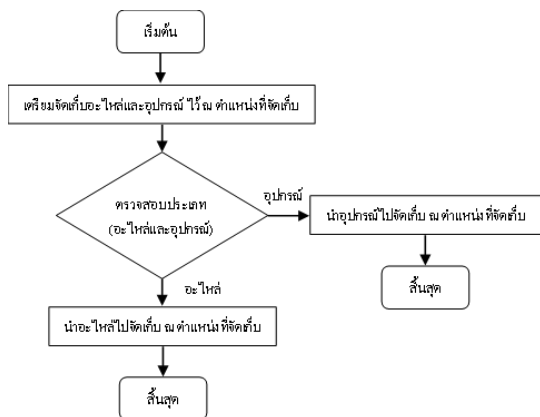 เริ่มต้น
เตรียมจัดเก็บอะไหล่และอุปกรณ์ ไว้ ณ ตำแหน่งที่จัดเก็บ
ตรวจสอบประเภท
(อะไหล่และอุปกรณ์)
อุปกรณ์
นำอุปกรณ์ไปจัดเก็บ ณ ตำแหน่งที่จัดเก็บ
สิ้นสุด
อะไหล่
นำอะไหล่ไปจัดเก็บ ณ ตำแหน่งที่จัดเก็บ
สิ้นสุด